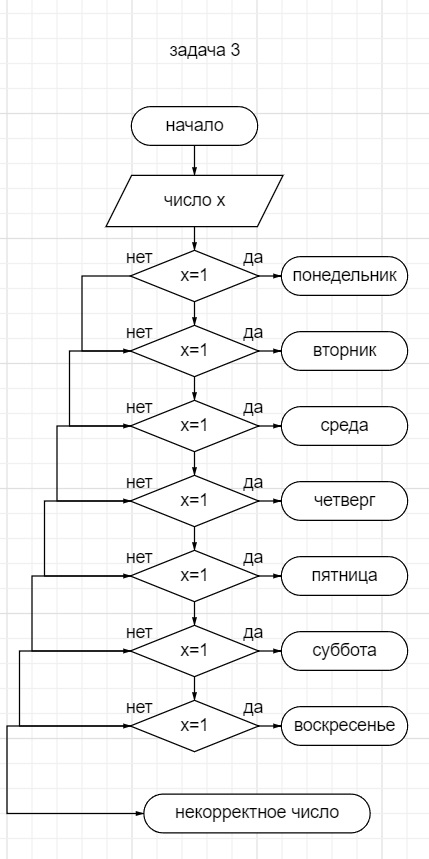 задача 3
начало
число x
нет
да
x=1
понедельник
нет
да
x=1
вторник
нет
да
x=1
среда
нет
да
x=1
четверг
нет
да
x=1
пятница
нет
да
x=1
суббота
нет
да
x=1
воскресенье
некорректное число